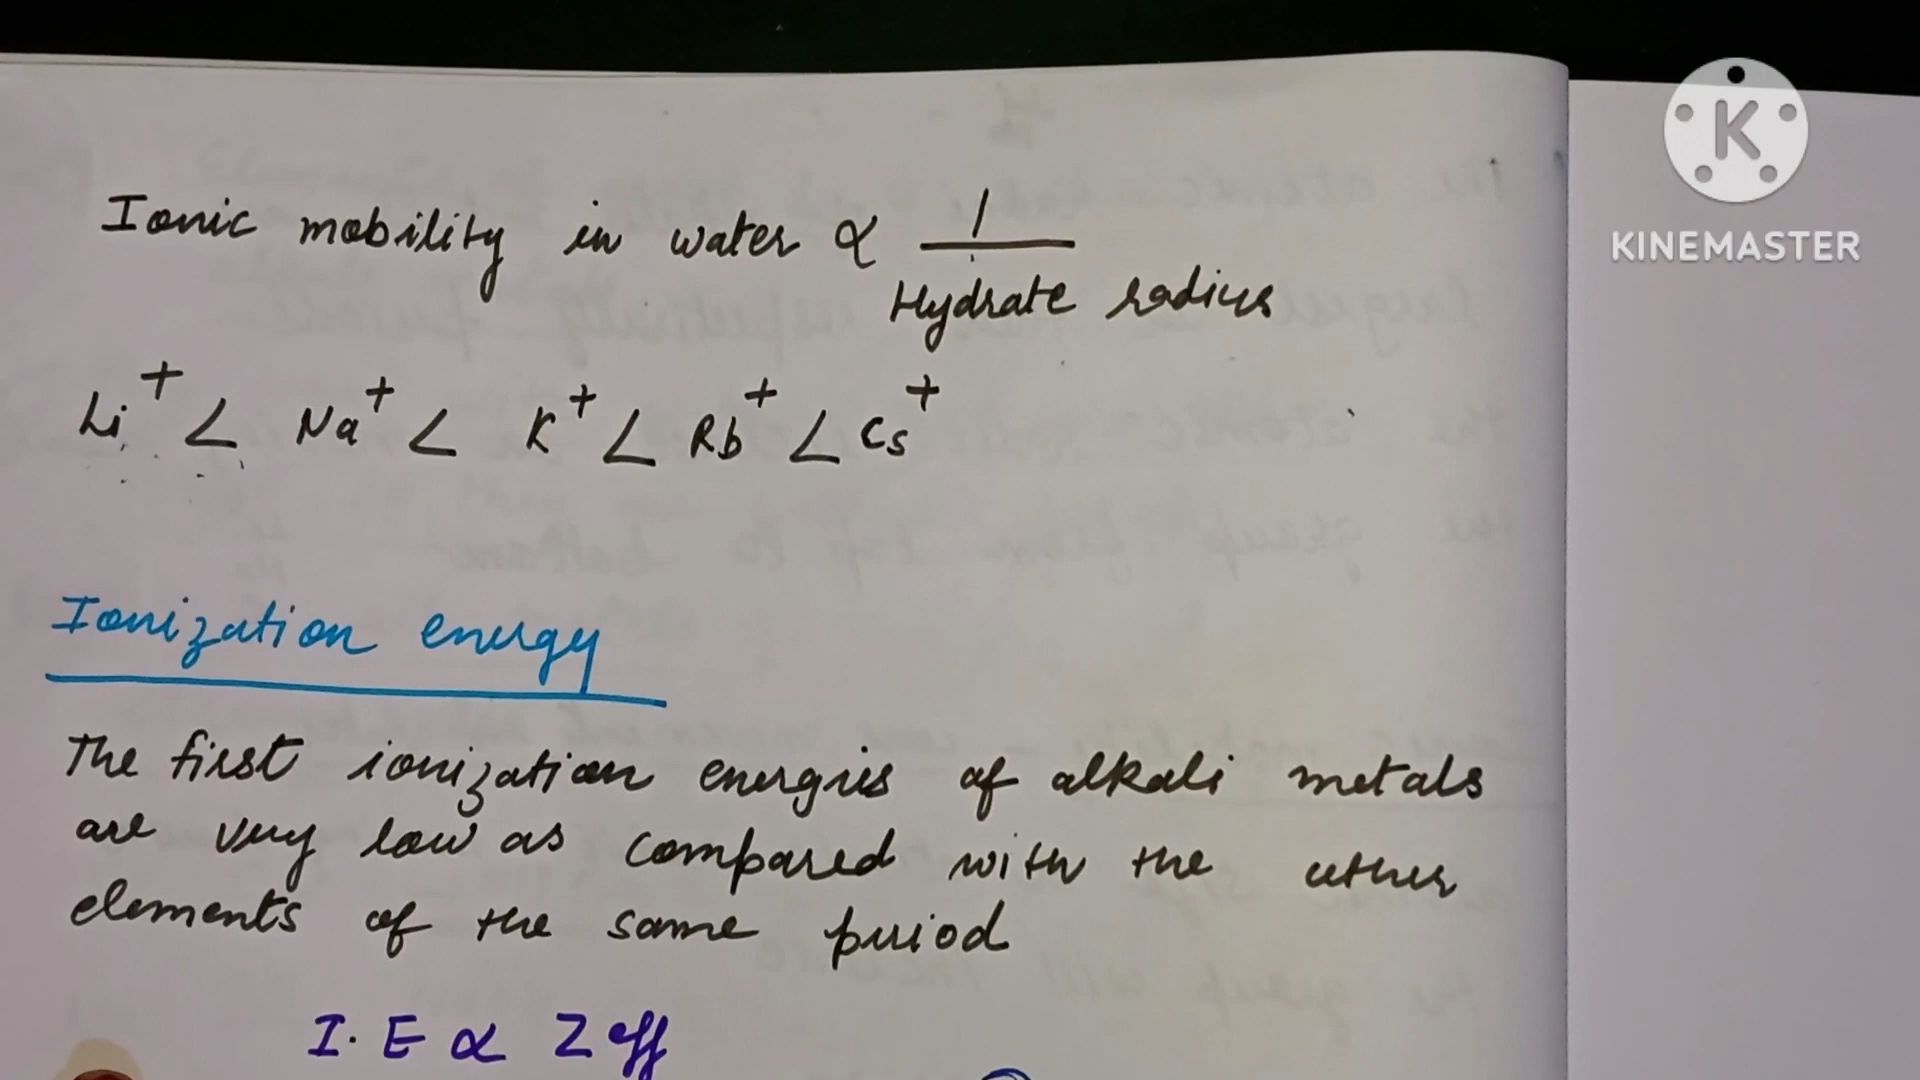 Ionic mobility in water ∝ 1 / Hydrate radius
Li⁺ < Na⁺ < K⁺ < Rb⁺ < Cs⁺
Ionization energy
The first ionization energies of alkali metals
are very low as compared with the other
elements of the same period
I.E ∝ Z eff
K
KINEMASTER